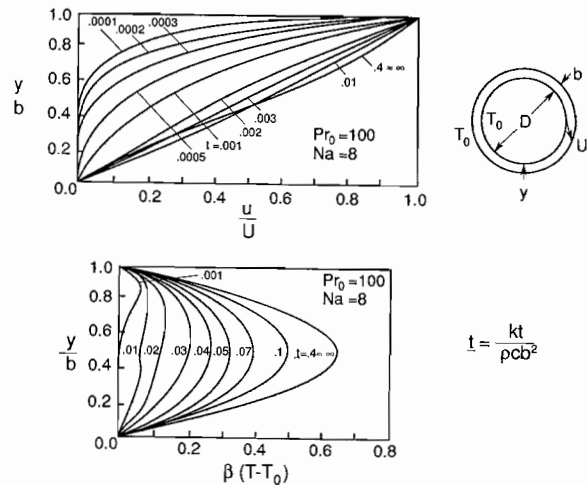 1.0
0.8
0.6
0.4
0.2
0.0
y
b
.0001
.0002
.0003
.0005
t=.001
.002
.003
.01
.4 ≈ ∞
Pr₀=100
Na=8
0.2
0.4
0.6
0.8
1.0
u
U
b
T₀
T₀
D
U
y
1.0
0.8
0.6
0.4
0.2
0.0
y
b
.001
Pr₀=100
Na=8
.01
.02
.03
.04
.05
.07
.1
t=.4≈ ∞
0
0.2
0.4
0.6
0.8
β (T-T₀)
t = kt
ρcb²